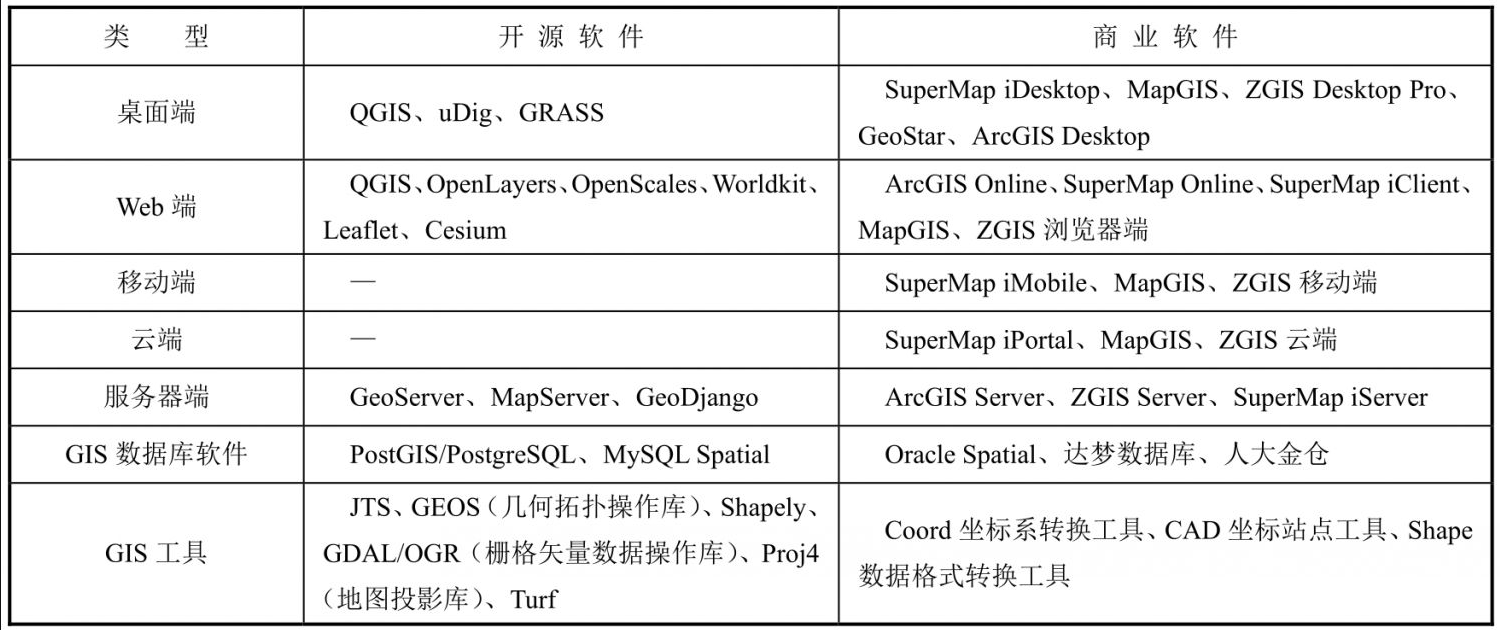 类 型 开源软件 商业软件
桌面端 QGIS、uDig、GRASS SuperMap iDesktop、MapGIS、ZGIS Desktop Pro、
GeoStar、ArcGIS Desktop
Web 端 QGIS、OpenLayers、OpenScales、Worldkit、
Leaflet、Cesium
ArcGIS Online、SuperMap Online、SuperMap iClient、
MapGIS、ZGIS 浏览器端
移动端 — SuperMap iMobile、MapGIS、ZGIS 移动端
云端 — SuperMap iPortal、MapGIS、ZGIS 云端
服务器端 GeoServer、MapServer、GeoDjango ArcGIS Server、ZGIS Server、SuperMap iServer
GIS 数据库软件 PostGIS/PostgreSQL、MySQL Spatial Oracle Spatial、达梦数据库、人大金仓
GIS 工具 JTS、GEOS（几何拓扑操作库）、Shapely、
GDAL/OGR（栅格矢量数据操作库）、Proj4
（地图投影库）、Turf
Coord 坐标系转换工具、CAD 坐标站点工具、Shape
数据格式转换工具